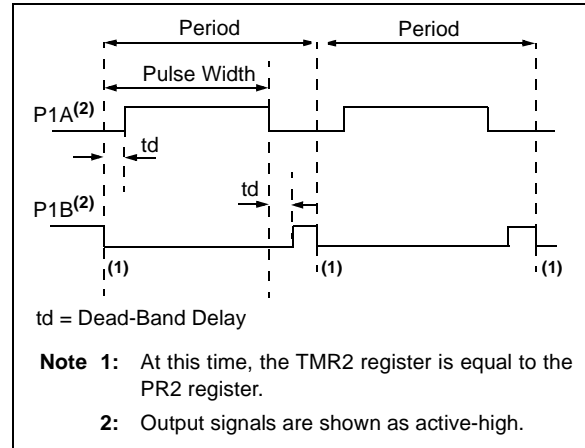 Period Period
Pulse Width
P1A(2)
td
td
P1B(2)
(1) (1) (1)
td = Dead-Band Delay
Note 1: At this time, the TMR2 register is equal to the
PR2 register.
2: Output signals are shown as active-high.